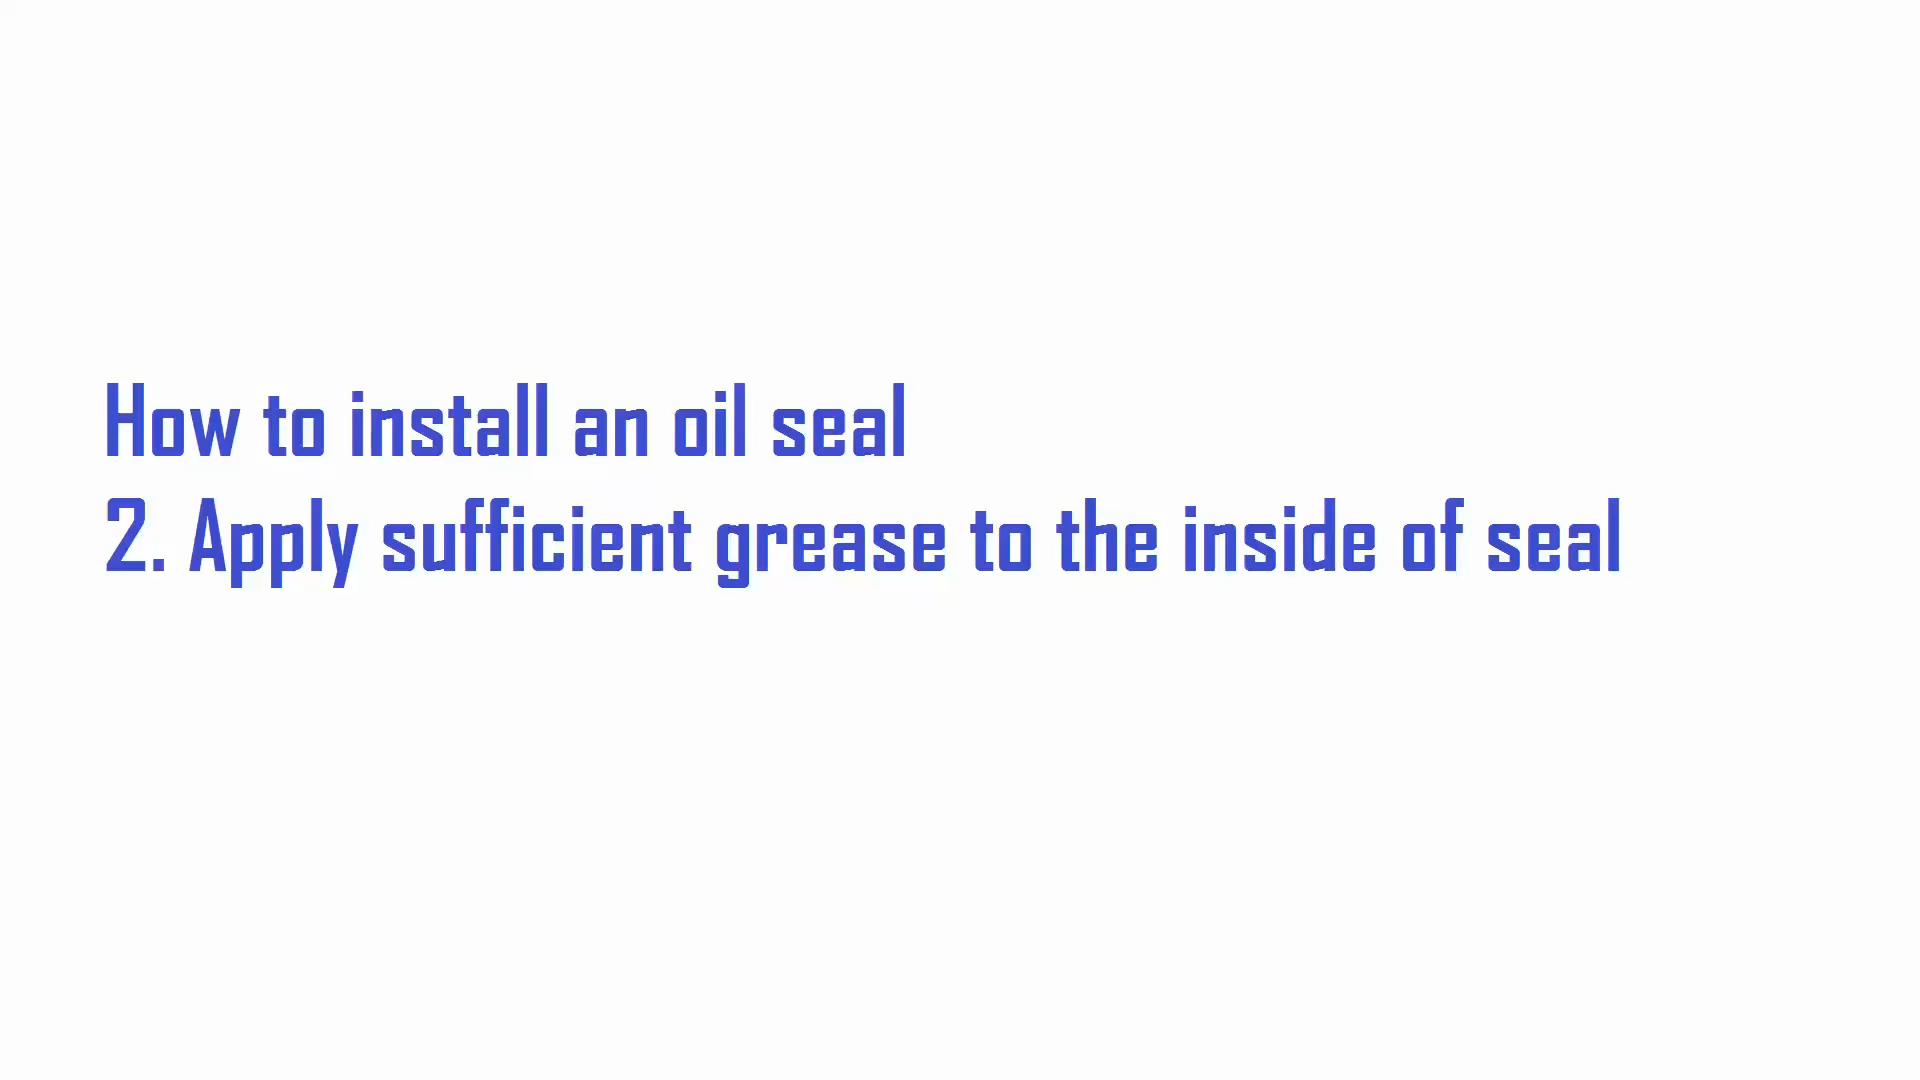 How to install an oil seal
2. Apply sufficient grease to the inside of seal